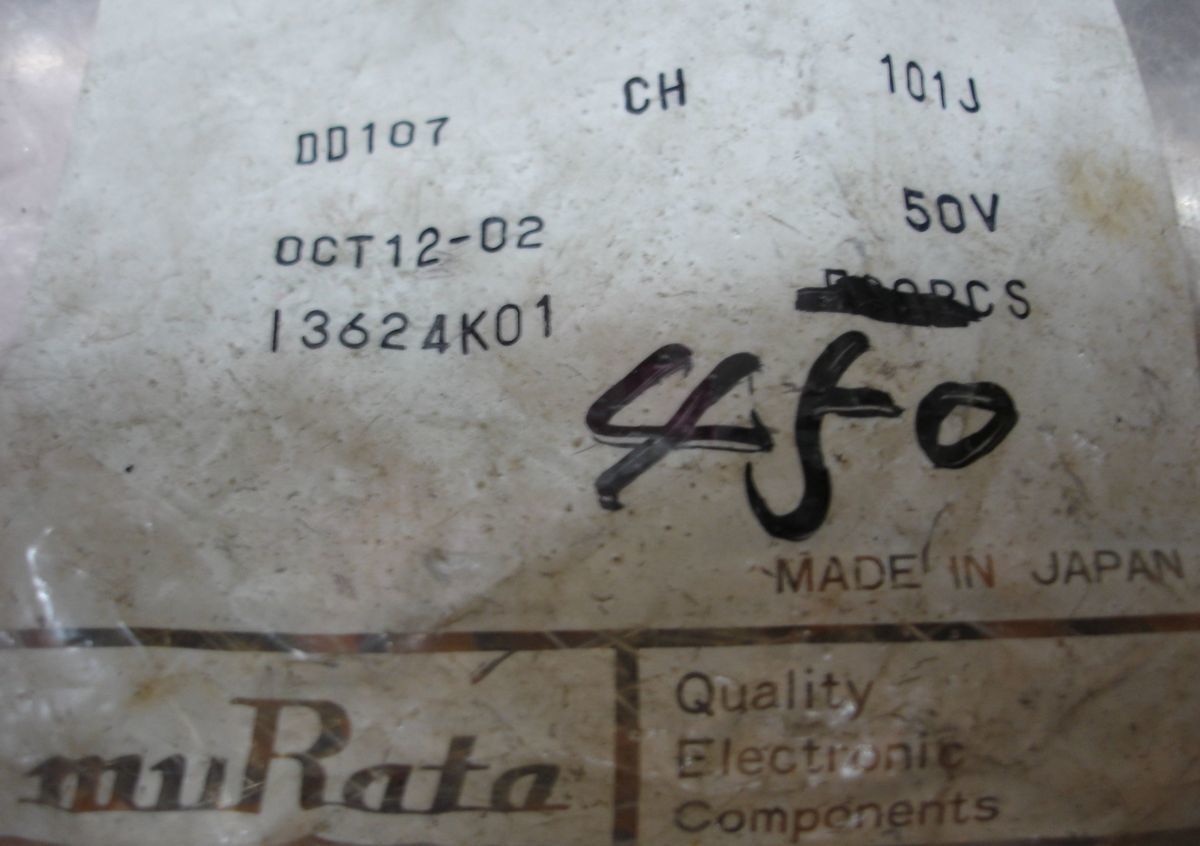 DD107 CH 101J
OCT12-02 50V
13624K01 PCS
450
MADE IN JAPAN
muRata
Quality
Electronic
Components